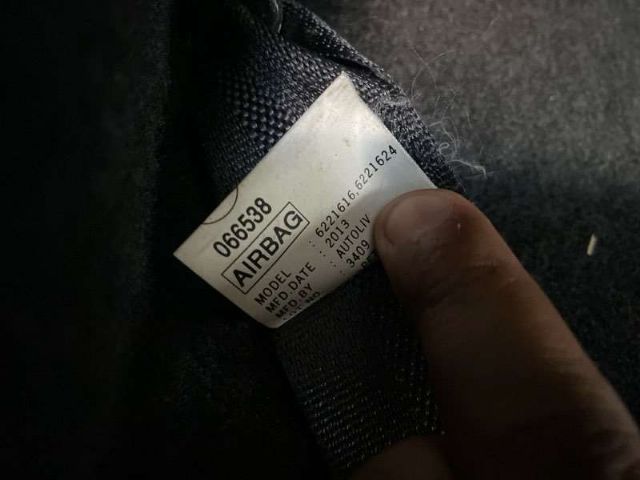 066538
AIRBAG
MODEL : 6221616,6221624
MFD-DATE : 2013
MFD-BY : AUTOLIV
: 3409